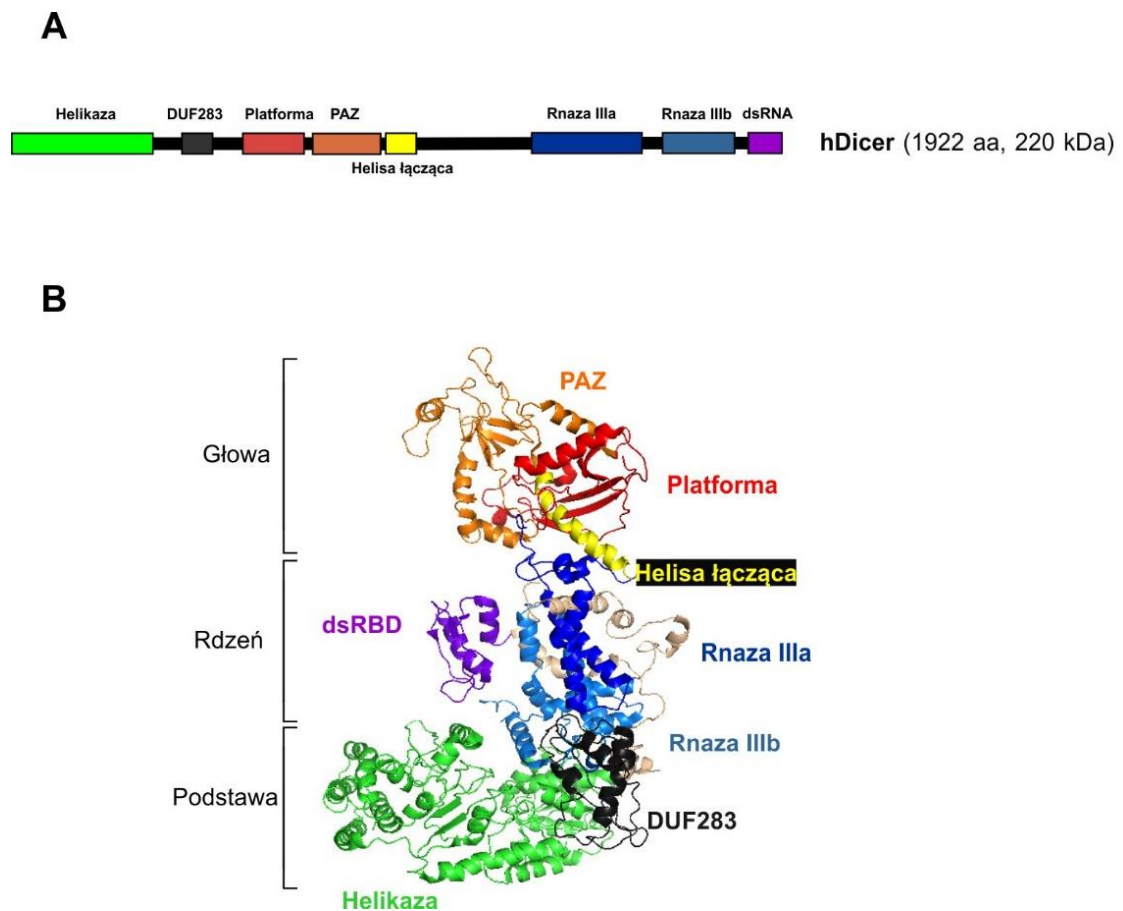 A
Helikaza DUF283 Platforma PAZ Rnaza IIIa Rnaza IIIb dsRNA
hDicer (1922 aa, 220 kDa)
Helisa łącząca
B
PAZ
Głowa
Platforma
Helisa łącząca
dsRBD
Rdzeń
Rnaza IIIa
Rnaza IIIb
Podstawa
DUF283
Helikaza